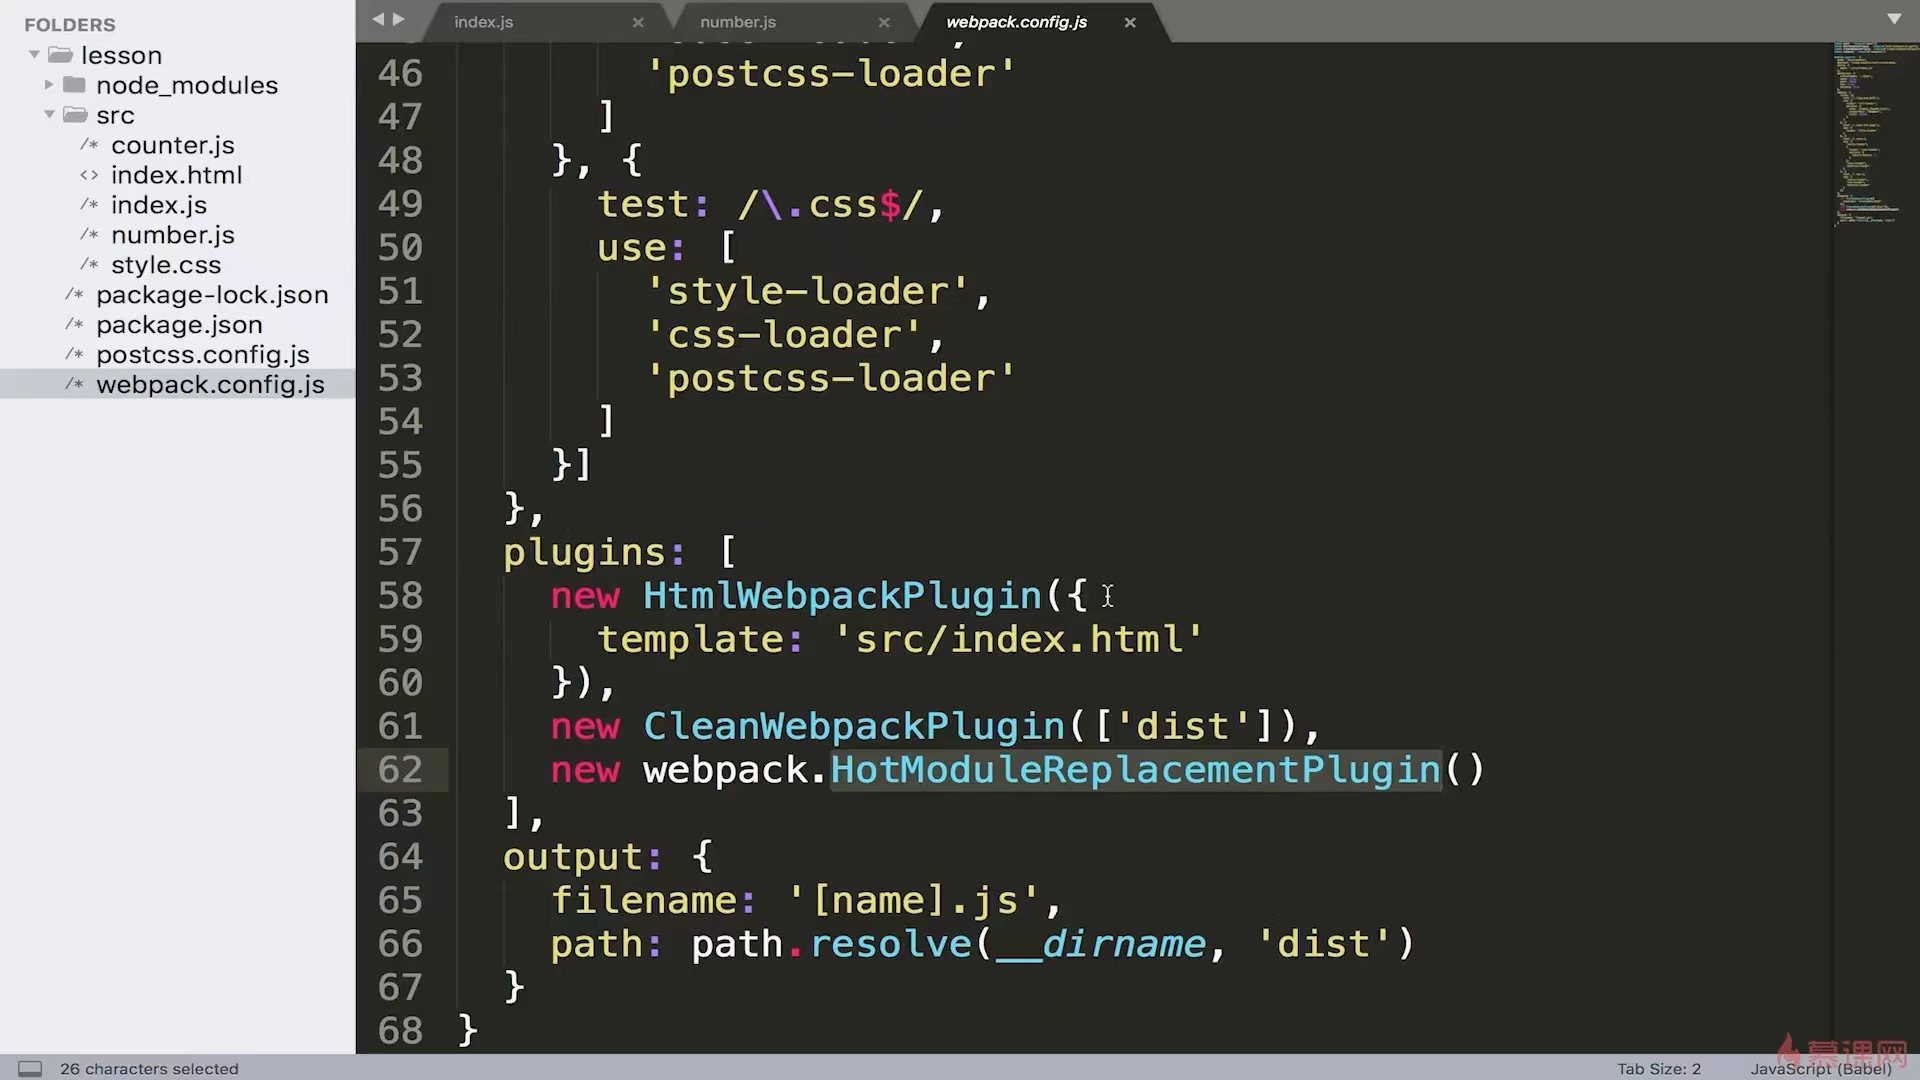 FOLDERS
lesson
node_modules
src
/* counter.js
<> index.html
/* index.js
/* number.js
/* style.css
/* package-lock.json
/* package.json
/* postcss.config.js
/* webpack.config.js
index.js ×
number.js ×
webpack.config.js ×
46 'postcss-loader'
47 ]
48 }, {
49 test: /\.css$/,
50 use: [
51 'style-loader',
52 'css-loader',
53 'postcss-loader'
54 ]
55 }]
56 },
57 plugins: [
58 new HtmlWebpackPlugin({
59 template: 'src/index.html'
60 }),
61 new CleanWebpackPlugin(['dist']),
62 new webpack.HotModuleReplacementPlugin()
63 ],
64 output: {
65 filename: '[name].js',
66 path: path.resolve(__dirname, 'dist')
67 }
68 }
26 characters selected
Tab Size: 2
JavaScript (Babel)
慕课网